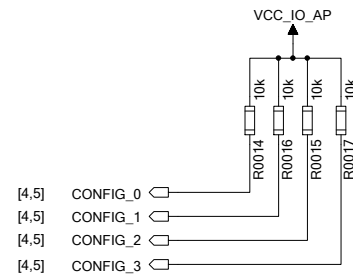 VCC_IO_AP
10k 10k 10k 10k
R0014 R0016 R0015 R0017
[4,5] CONFIG_0
[4,5] CONFIG_1
[4,5] CONFIG_2
[4,5] CONFIG_3